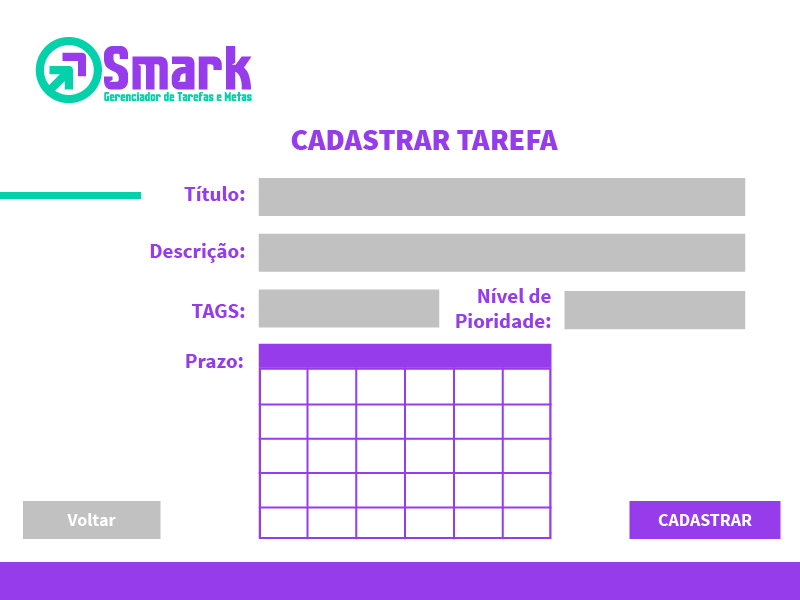 Smark
Gerenciador de Tarefas e Metas
CADASTRAR TAREFA
Título:
Descrição:
TAGS:
Nível de
Pioridade:
Prazo:
Voltar
CADASTRAR